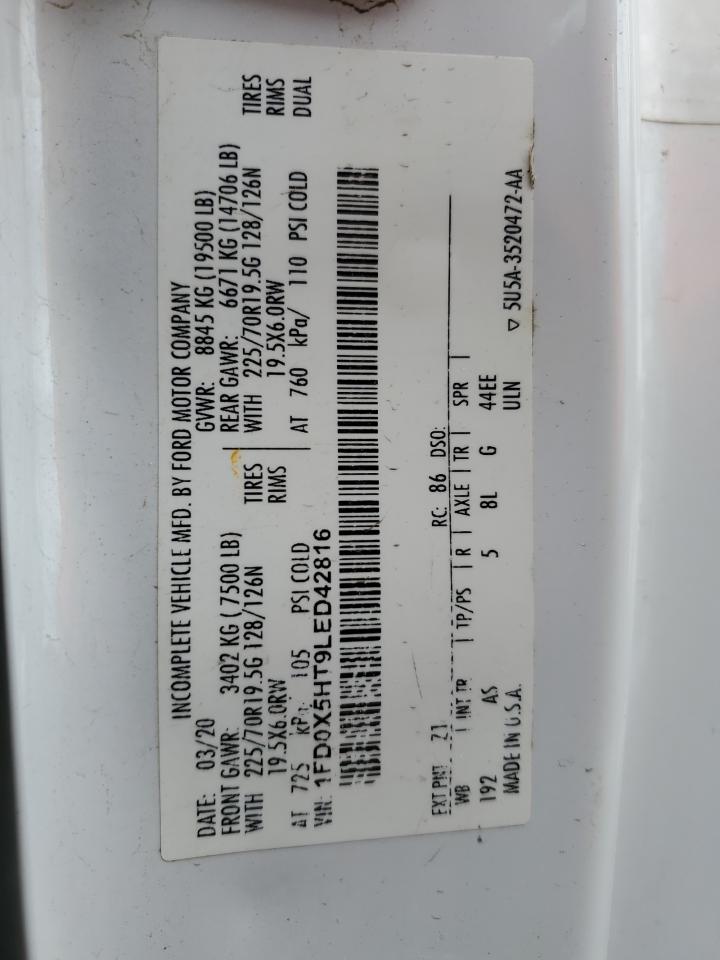 INCOMPLETE VEHICLE MFD. BY FORD MOTOR COMPANY
DATE: 03/20 GVWR: 8845 KG (19500 LB)
FRONT GAWR: 3402 KG ( 7500 LB) REAR GAWR: 6671 KG (14706 LB)
WITH 225/70R19.5G 128/126N TIRES WITH 225/70R19.5G 128/126N TIRES
19.5X6.0RW RIMS 19.5X6.0RW RIMS
AT 725 kPa/ 105 PSI COLD AT 760 kPa/ 110 PSI COLD DUAL
VIN: 1FD0X5HT9LED42816
EXT PNT: Z1 RC: 86 DSO:
WB INT TR TP/PS R AXLE TR SPR
192 AS 5 8L G 44EE
MADE IN U.S.A. ULN
▽ 5U5A-3520472-AA